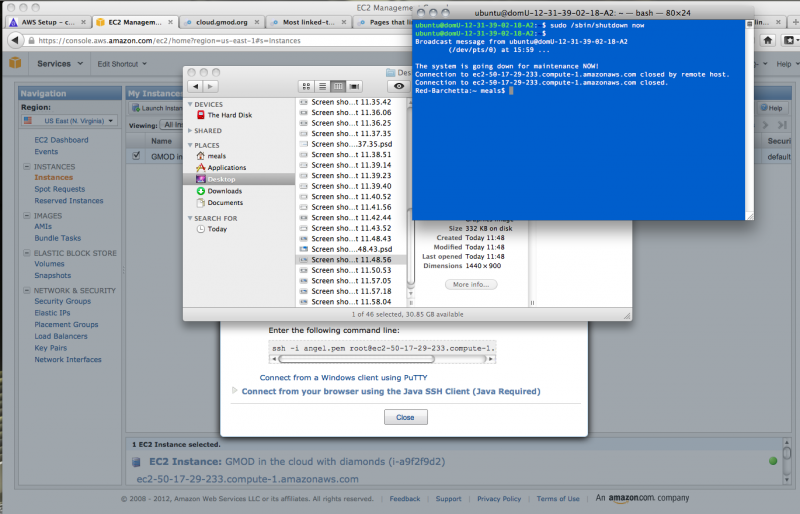 EC2 Management
ubuntu@domU-12-31-39-02-18-A2: ~ — bash — 80×24
AWS Setup - c
EC2 Manage
cloud.gmod.org
Most linked-t
Pages that li
https://console.aws.amazon.com/ec2/home?region=us-east-1#s=Instances
Services
Edit Shortcut
Help
ubuntu@domU-12-31-39-02-18-A2:~$ sudo /sbin/shutdown now
ubuntu@domU-12-31-39-02-18-A2:~$
Broadcast message from ubuntu@domU-12-31-39-02-18-A2
(/dev/pts/0) at 15:59 ...
The system is going down for maintenance NOW!
Connection to ec2-50-17-29-233.compute-1.amazonaws.com closed by remote host.
Connection to ec2-50-17-29-233.compute-1.amazonaws.com closed.
Red-Barchetta:~ meals$
Navigation
Region:
US East (N. Virginia)
EC2 Dashboard
Events
INSTANCES
Instances
Spot Requests
Reserved Instances
IMAGES
AMIs
Bundle Tasks
ELASTIC BLOCK STORE
Volumes
Snapshots
NETWORK & SECURITY
Security Groups
Elastic IPs
Placement Groups
Load Balancers
Key Pairs
Network Interfaces
My Instances
Launch Instan
Viewing:
All Ins
Name
GMOD in
Help
Securi
default
Des
DEVICES
The Hard Disk
SHARED
PLACES
meals
Applications
Desktop
Downloads
Documents
SEARCH FOR
Today
Screen sho...t 11.35.42
Screen sho...t 11.36.06
Screen sho...t 11.36.25
Screen sho...t 11.37.35
Screen sho....37.35.psd
Screen sho...t 11.38.51
Screen sho...t 11.39.14
Screen sho...t 11.39.23
Screen sho...t 11.39.40
Screen sho...t 11.40.52
Screen sho...t 11.41.56
Screen sho...t 11.42.44
Screen sho...t 11.43.52
Screen sho...t 11.48.43
Screen sho....48.43.psd
Screen sho...t 11.48.56
Screen sho...t 11.50.53
Screen sho...t 11.57.05
Screen sho...t 11.57.18
Screen sho...t 11.58.04
Size 332 KB on disk
Created Today 11:48
Modified Today 11:48
Last opened Today 11:48
Dimensions 1440 × 900
More info...
1 of 46 selected, 30.85 GB available
Enter the following command line:
ssh -i angel.pem root@ec2-50-17-29-233.compute-1.
Connect from a Windows client using PuTTY
Connect from your browser using the Java SSH Client (Java Required)
Close
1 EC2 Instance selected.
EC2 Instance: GMOD in the cloud with diamonds (i-a9f2f9d2)
ec2-50-17-29-233.compute-1.amazonaws.com
© 2008 - 2012, Amazon Web Services LLC or its affiliates. All rights reserved.
Feedback
Support
Privacy Policy
Terms of Use
An amazon.com company